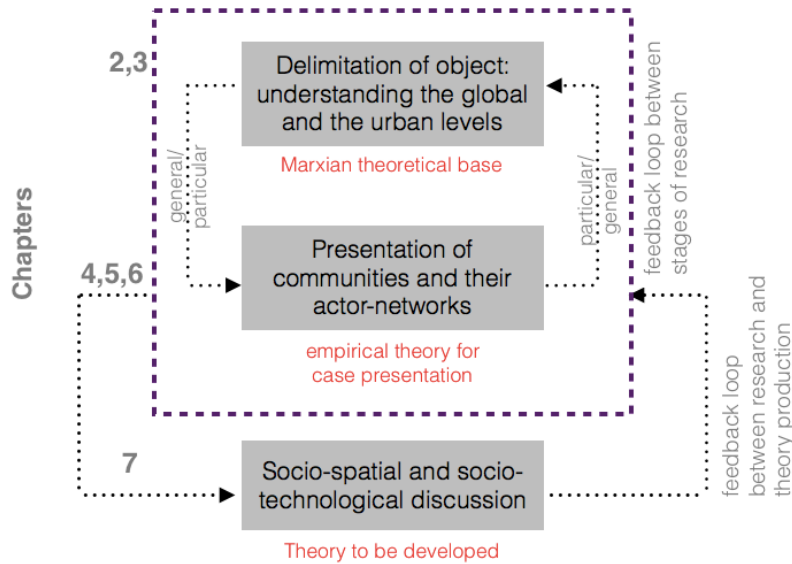 2,3
Delimitation of object:
understanding the global
and the urban levels
Marxian theoretical base
general/
particular
particular/
general
feedback loop between
stages of research
Chapters
4,5,6
Presentation of
communities and their
actor-networks
empirical theory for
case presentation
feedback loop
between research and
theory production
7
Socio-spatial and socio-
technological discussion
Theory to be developed